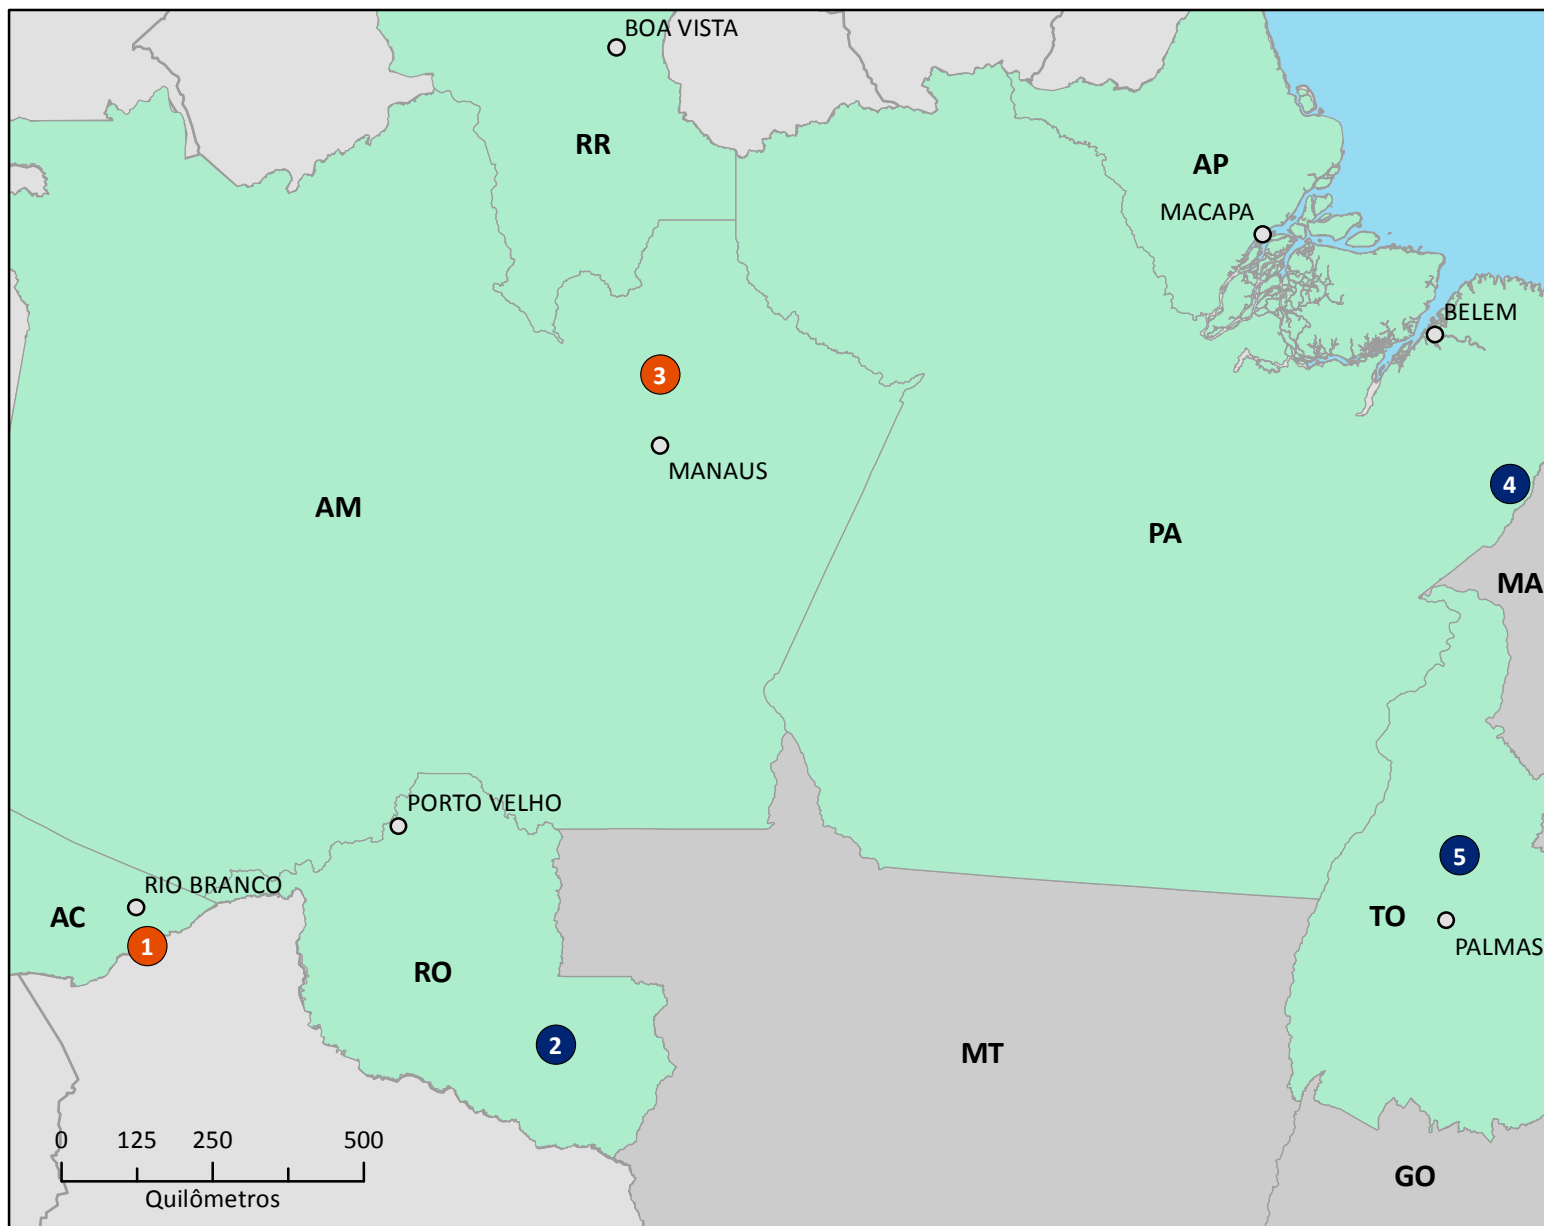 BOA VISTA
RR
AP
MACAPA
BELEM
3
MANAUS
4
AM
PA
MA
PORTO VELHO
5
RIO BRANCO
AC
TO
1
PALMAS
RO
2
MT
0 125 250 500
Quilômetros
GO